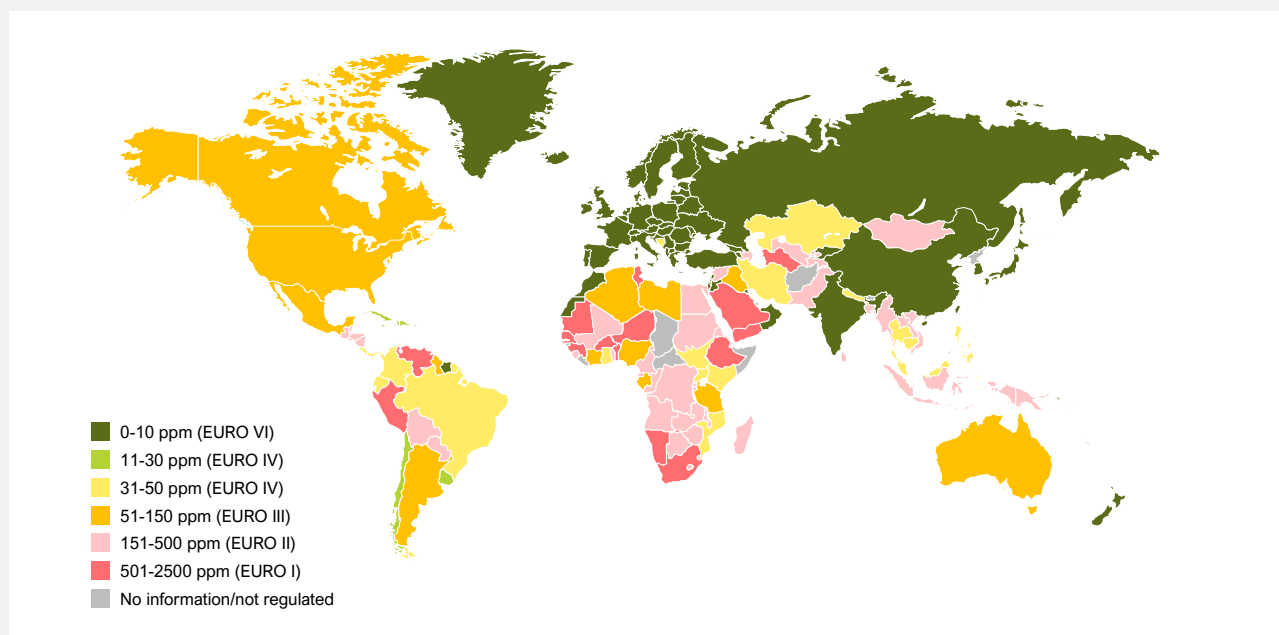 0-10 ppm (EURO VI)
11-30 ppm (EURO IV)
31-50 ppm (EURO IV)
51-150 ppm (EURO III)
151-500 ppm (EURO II)
501-2500 ppm (EURO I)
No information/not regulated